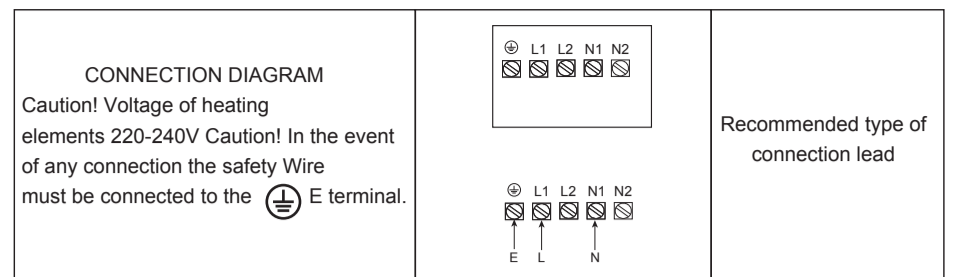 CONNECTION DIAGRAM
Caution! Voltage of heating
elements 220-240V Caution! In the event
of any connection the safety Wire
must be connected to the E terminal.
L1 L2 N1 N2
L1 L2 N1 N2
E L N
Recommended type of
connection lead